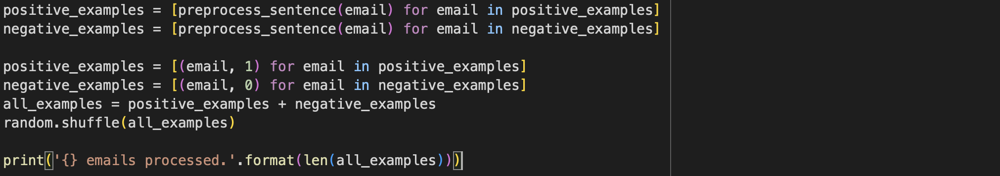 positive_examples = [preprocess_sentence(email) for email in positive_examples]
negative_examples = [preprocess_sentence(email) for email in negative_examples]
positive_examples = [(email, 1) for email in positive_examples]
negative_examples = [(email, 0) for email in negative_examples]
all_examples = positive_examples + negative_examples
random.shuffle(all_examples)
print('{} emails processed.'.format(len(all_examples)))